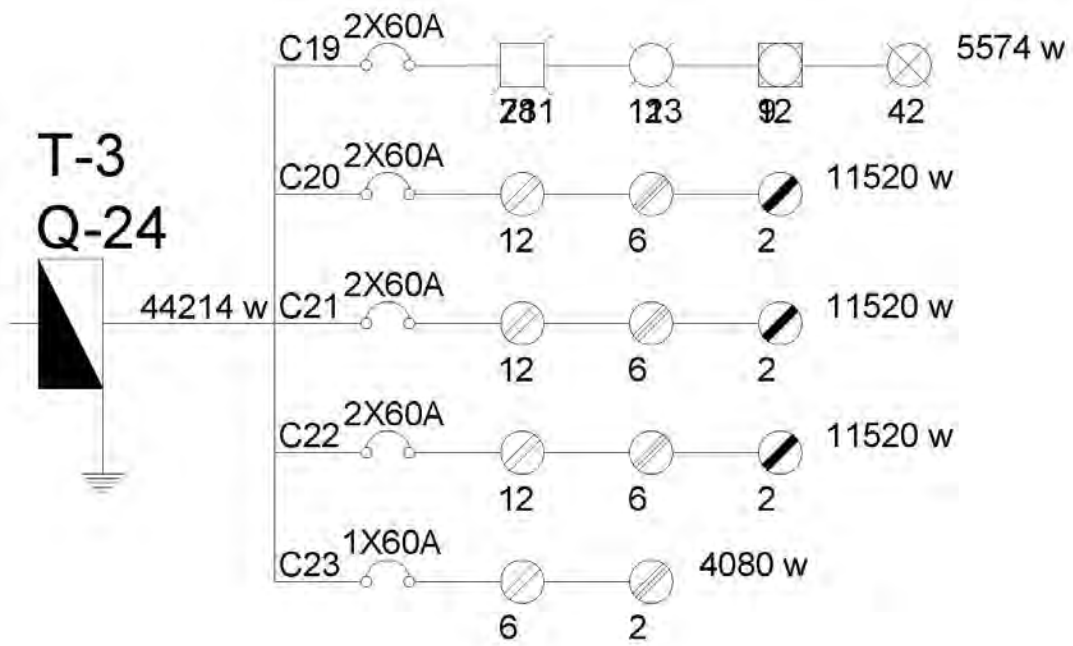 T-3
Q-24
44214 w
C19 2X60A 5574 w
42
C20 2X60A 11520 w
12 6 2
C21 2X60A 11520 w
12 6 2
C22 2X60A 11520 w
12 6 2
C23 1X60A 4080 w
6 2